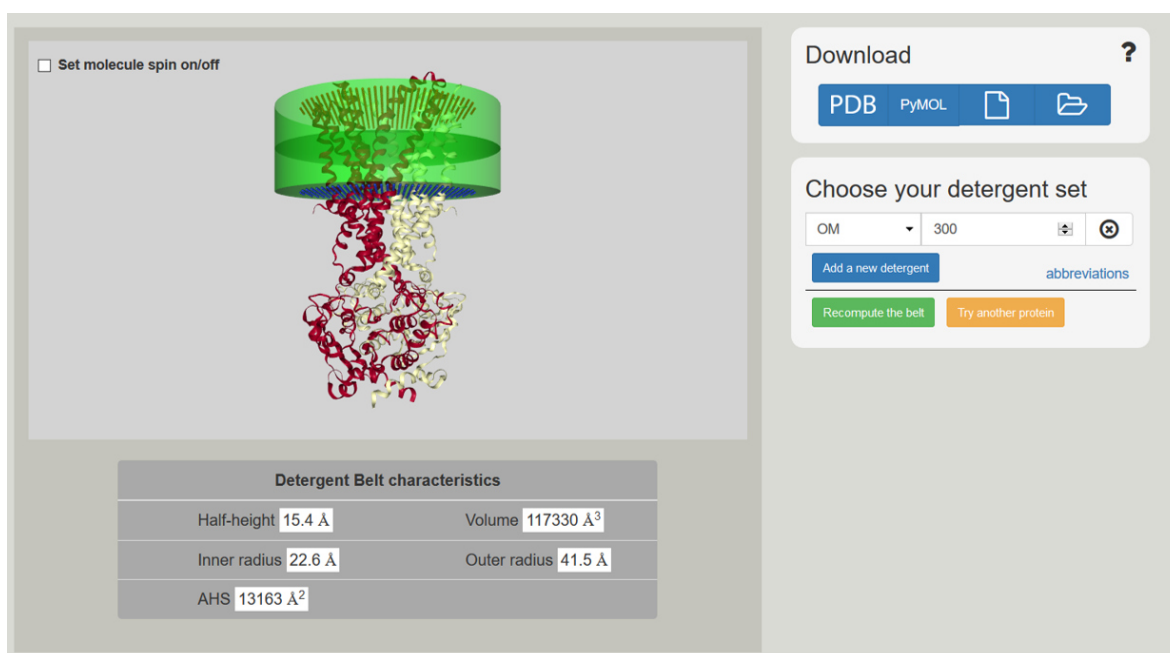 Set molecule spin on/off
Download ?
PDB PyMOL
Choose your detergent set
OM 300
Add a new detergent abbreviations
Recompute the belt Try another protein
Detergent Belt characteristics
Half-height 15.4 Å Volume 117330 Å³
Inner radius 22.6 Å Outer radius 41.5 Å
AHS 13163 Å²